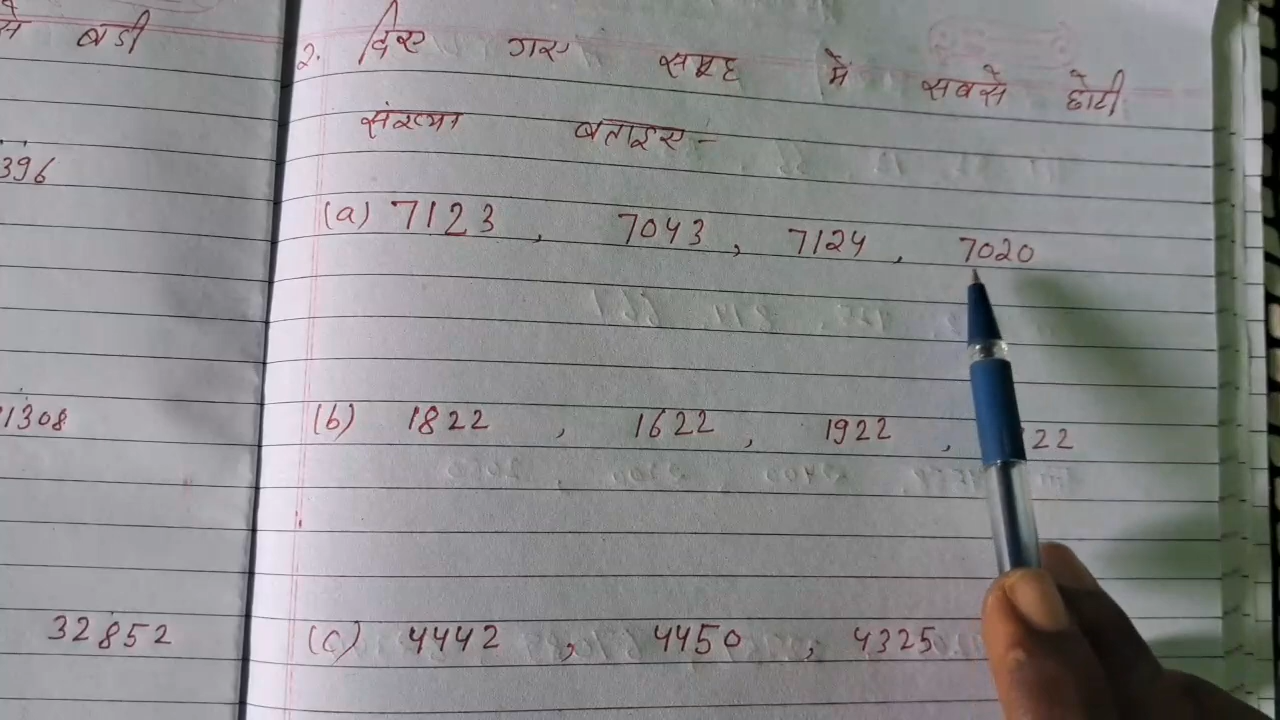 से बडी
396
1308
32852
2. दिए गए समूह में सबसे छोटी
संख्या बताइए-
(a) 7123, 7043, 7124, 7020
(b) 1822, 1622, 1922, 22
(c) 4442, 4450, 4325